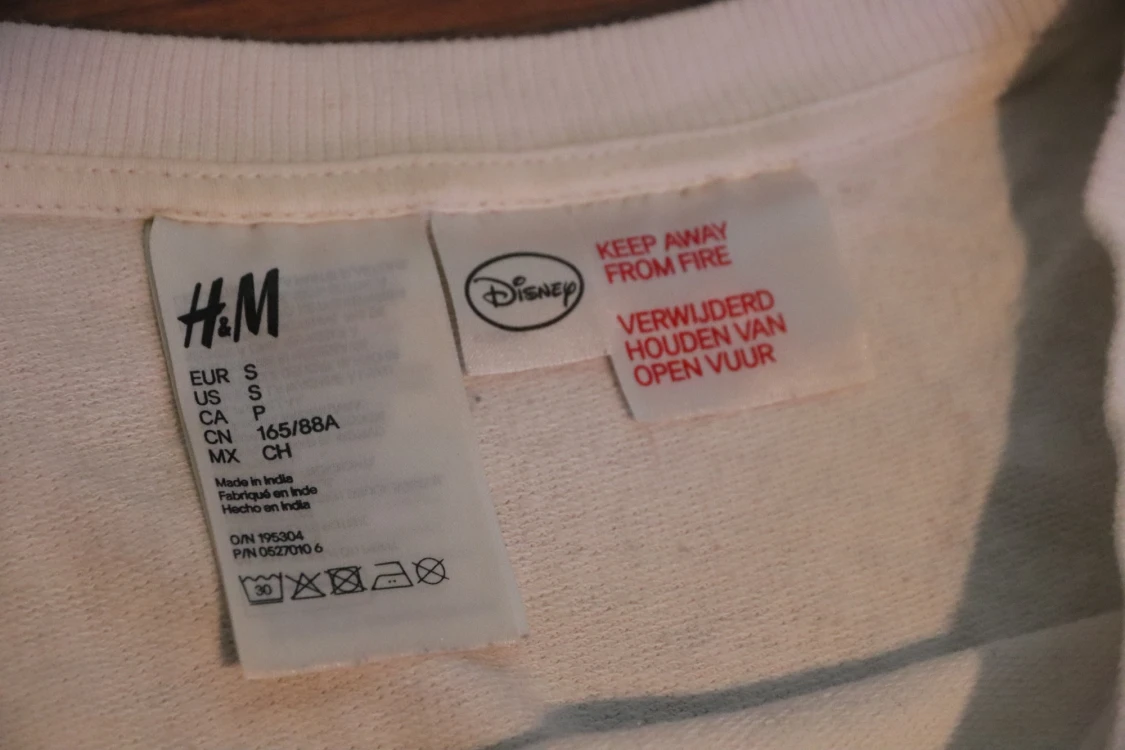 H&M
EUR S
US S
CA P
CN 165/88A
MX CH
Made in India
Fabriqué en Inde
Hecho en India
O/N 195304
P/N 0527010 6
30
Disney
KEEP AWAY
FROM FIRE
VERWIJDERD
HOUDEN VAN
OPEN VUUR